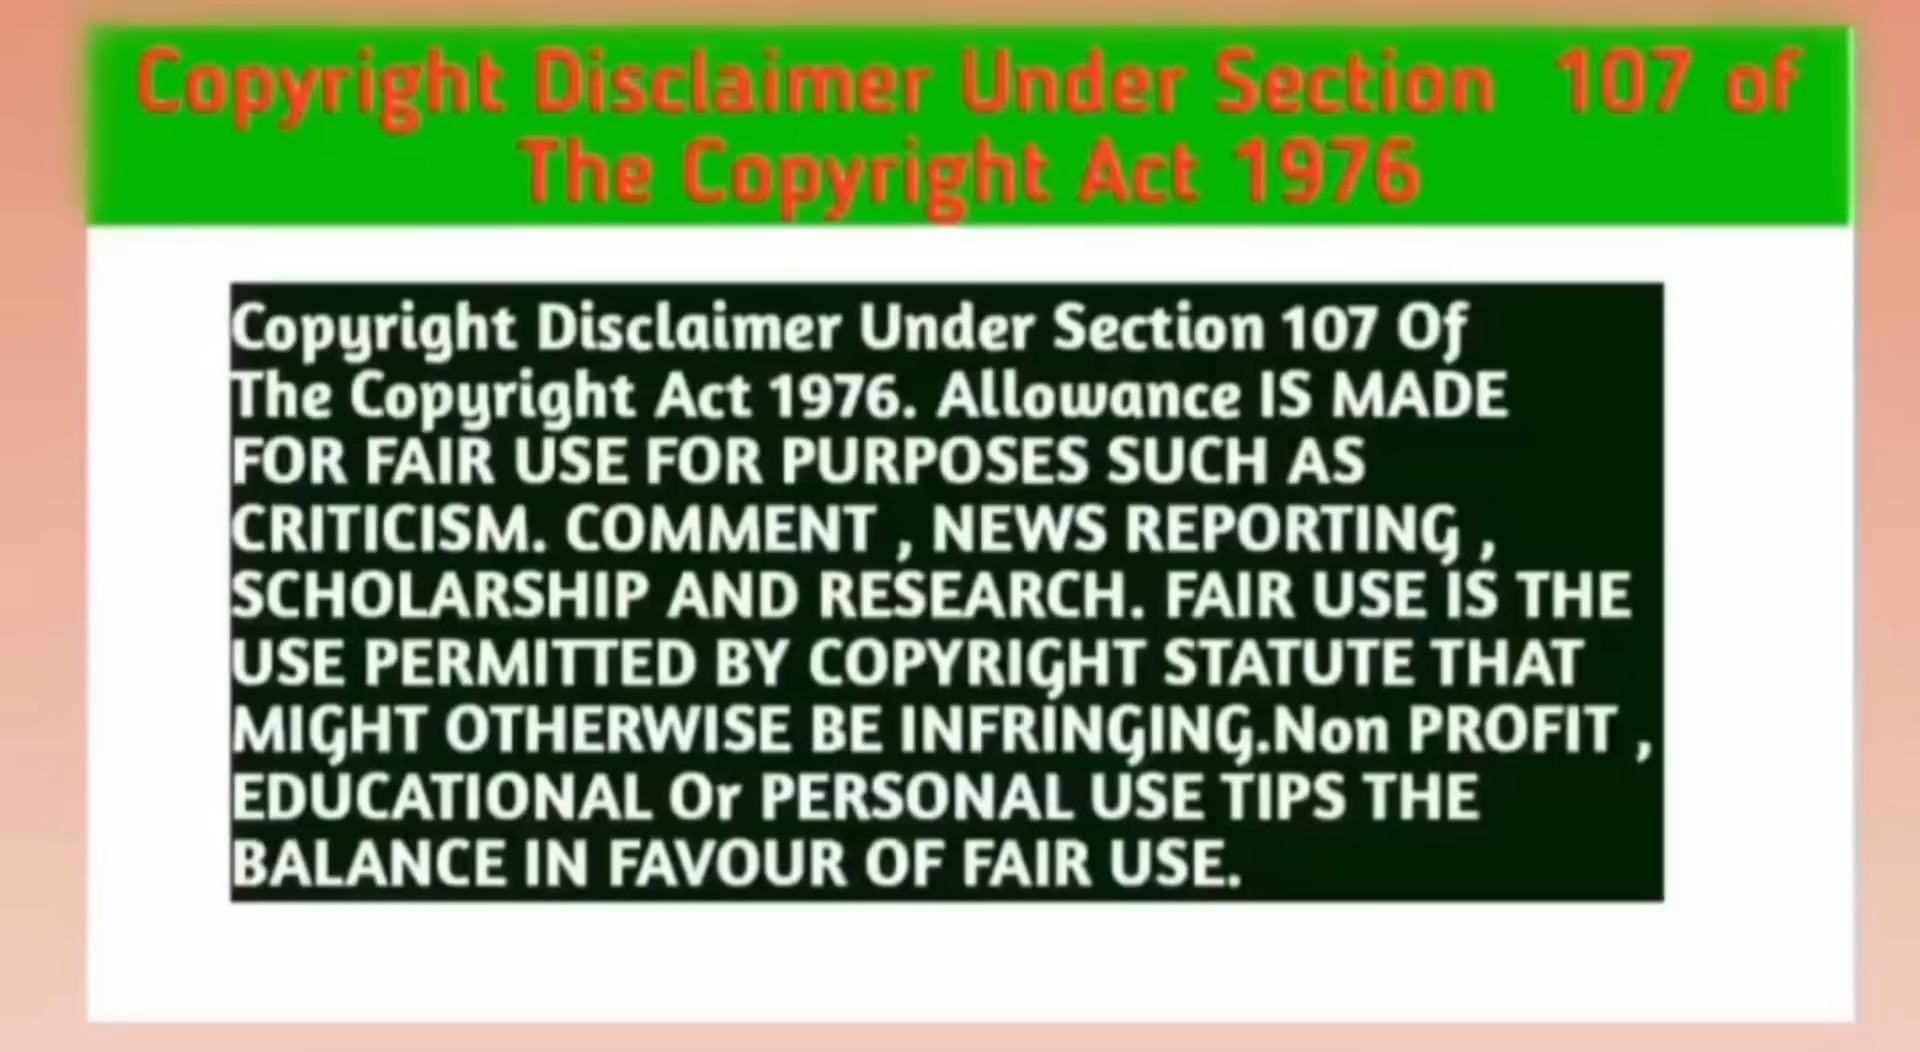 Copyright Disclaimer Under Section 107 of
The Copyright Act 1976
Copyright Disclaimer Under Section 107 Of
The Copyright Act 1976. Allowance IS MADE
FOR FAIR USE FOR PURPOSES SUCH AS
CRITICISM. COMMENT , NEWS REPORTING ,
SCHOLARSHIP AND RESEARCH. FAIR USE IS THE
USE PERMITTED BY COPYRIGHT STATUTE THAT
MIGHT OTHERWISE BE INFRINGING.Non PROFIT ,
EDUCATIONAL Or PERSONAL USE TIPS THE
BALANCE IN FAVOUR OF FAIR USE.